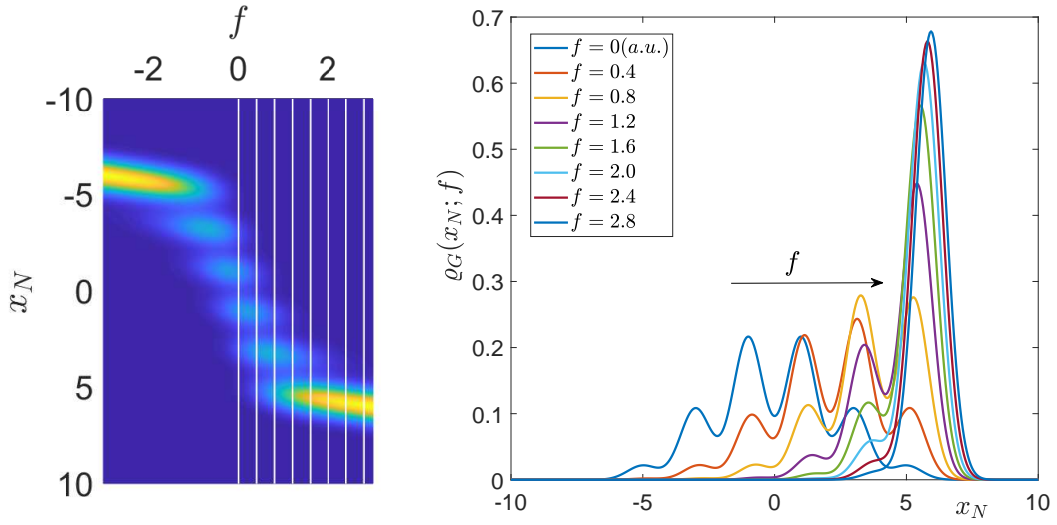 f
-2 0 2
-10
-5
0
5
10
x_N
0.7
0.6
0.5
0.4
0.3
0.2
0.1
0
ϱ_G(x_N; f)
f = 0(a.u.)
f = 0.4
f = 0.8
f = 1.2
f = 1.6
f = 2.0
f = 2.4
f = 2.8
f
-10 -5 0 5 10
x_N